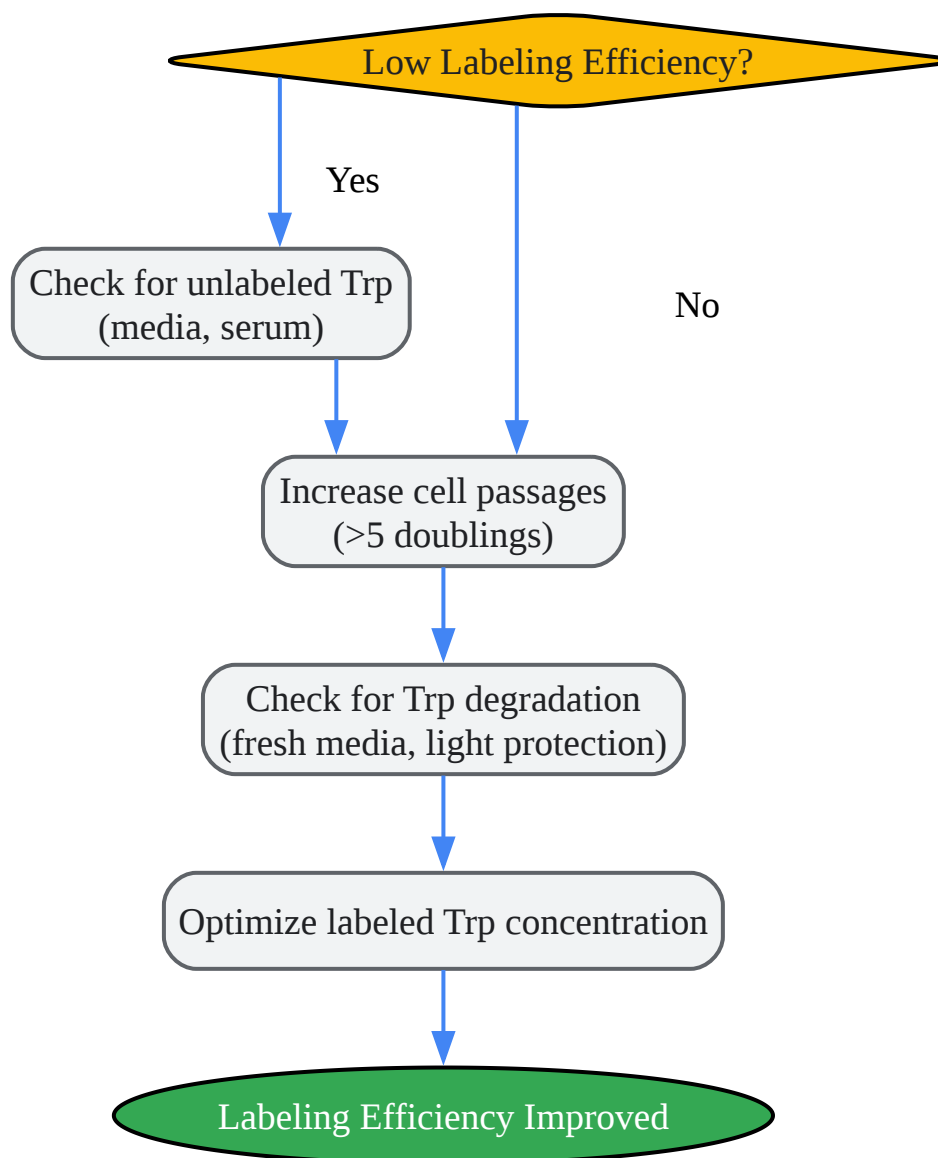 Low Labeling Efficiency?
Yes
Check for unlabeled Trp
(media, serum)
No
Increase cell passages
(>5 doublings)
Check for Trp degradation
(fresh media, light protection)
Optimize labeled Trp concentration
Labeling Efficiency Improved